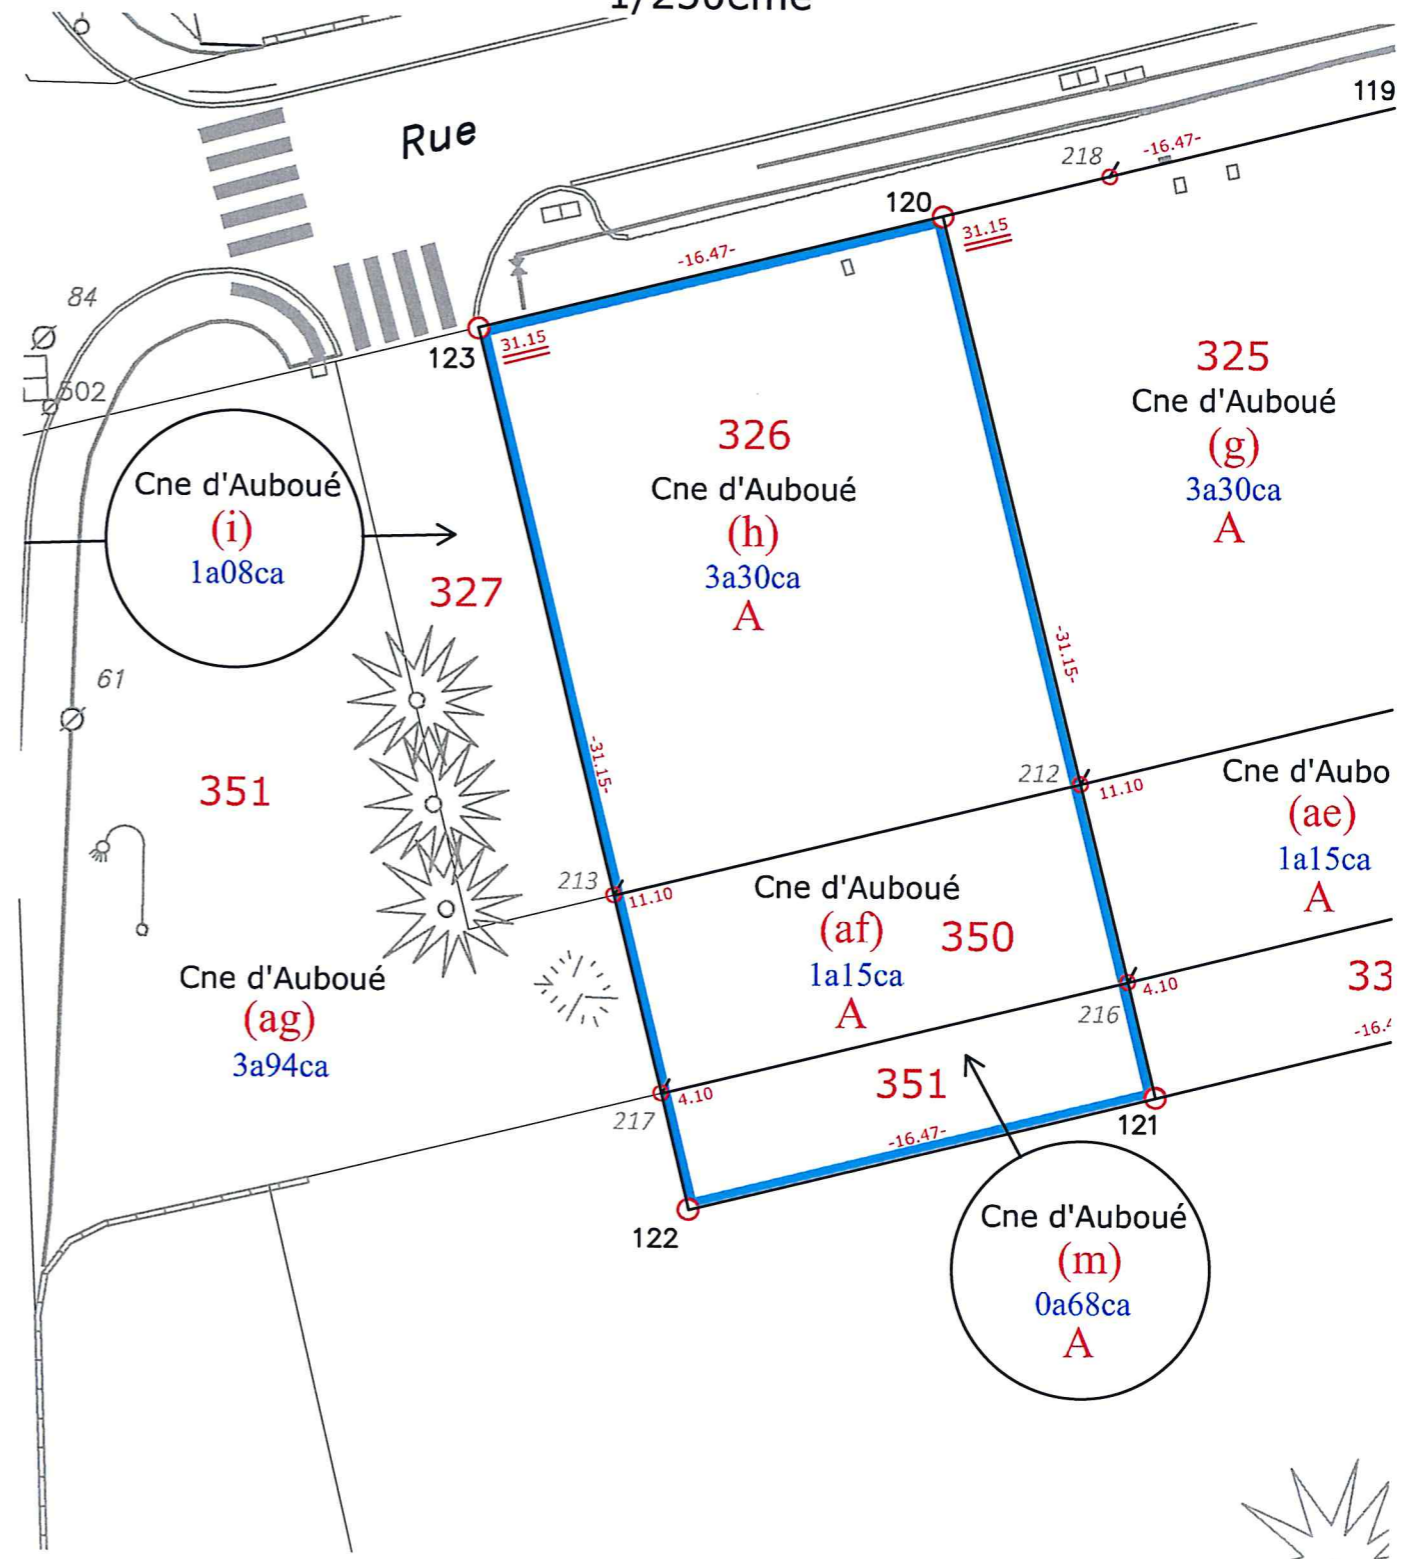 1/250ème
119
Rue
218
-16.47-
120
31.15
-16.47-
84
123
31.15
325
Cne d'Auboué
(g)
3a30ca
A
502
326
Cne d'Auboué
(h)
3a30ca
A
Cne d'Auboué
(i)
1a08ca
327
61
-31.15-
-31.15-
351
212
11.10
Cne d'Aubo
(ae)
1a15ca
A
213
11.10
Cne d'Auboué
(af)
350
1a15ca
A
Cne d'Auboué
(ag)
3a94ca
33
4.10
216
-16.4
351
4.10
217
-16.47-
121
122
Cne d'Auboué
(m)
0a68ca
A